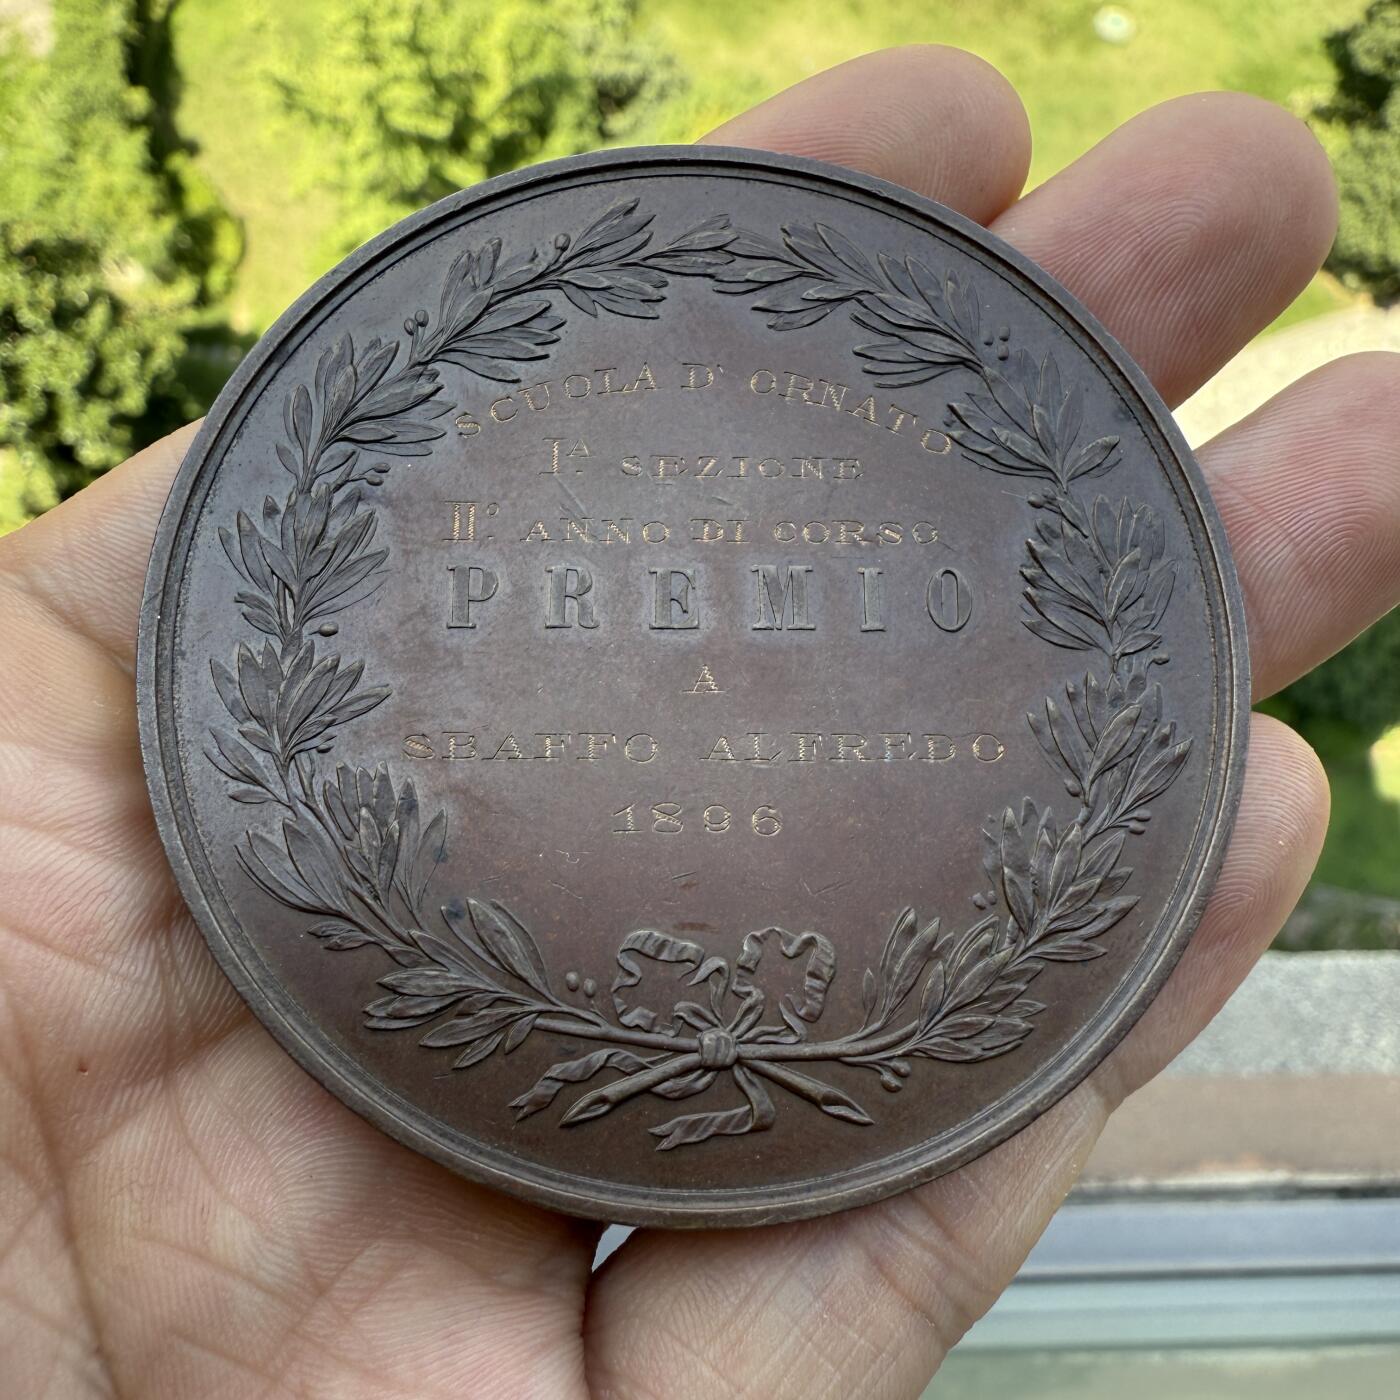 SCUOLA D' ORNATO
Iª. SEZIONE
IIº. ANNO DI CORSO
PREMIO
A
SBAFFO ALFREDO
1896